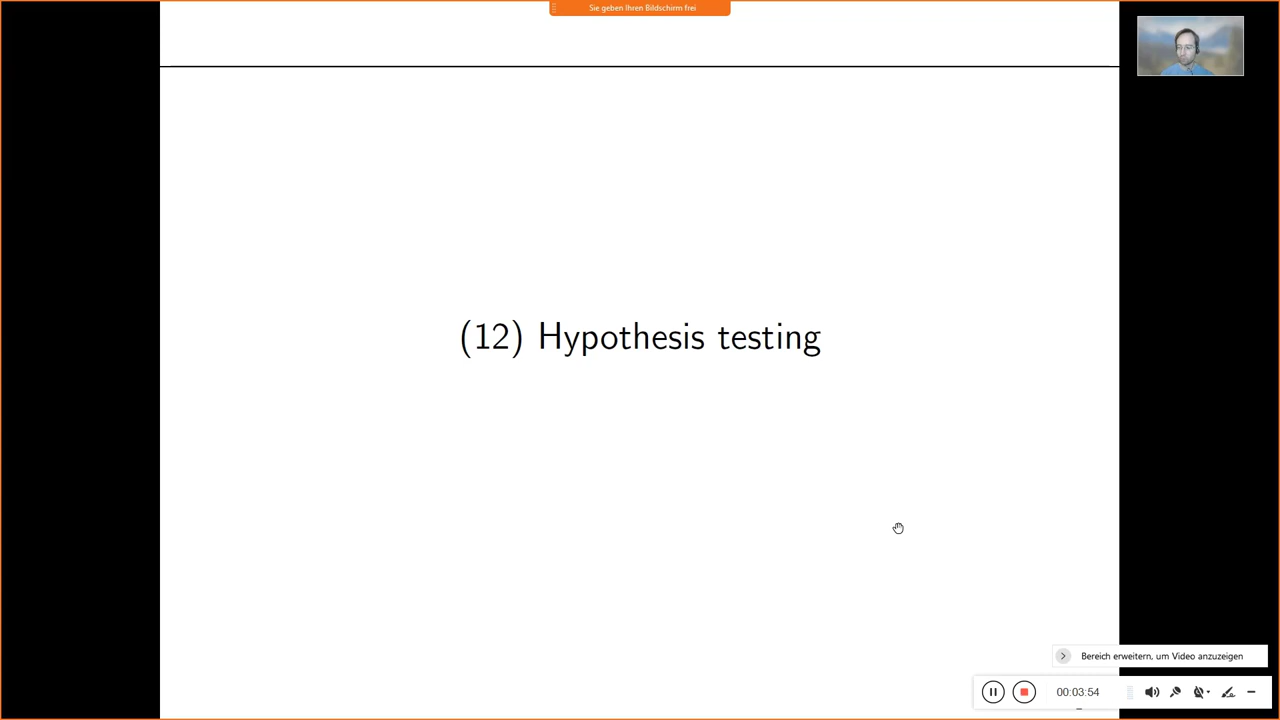 Sie geben Ihren Bildschirm frei
(12) Hypothesis testing
Bereich erweitern, um Video anzuzeigen
00:03:54